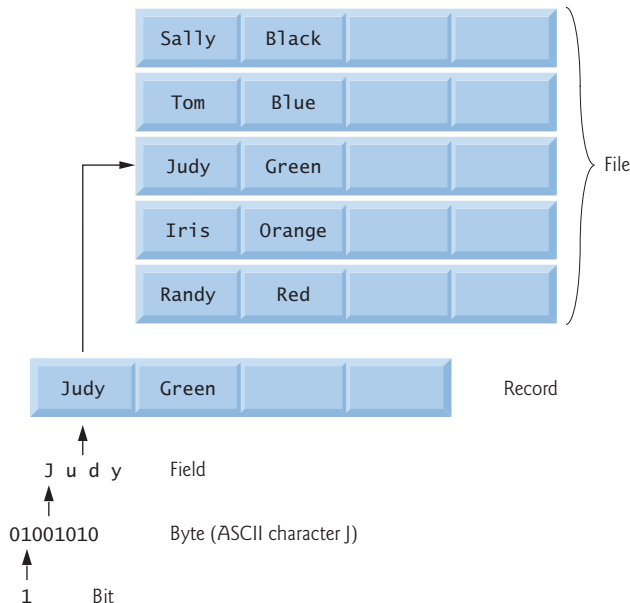 Sally Black
Tom Blue
Judy Green
File
Iris Orange
Randy Red
Judy Green Record
J u d y Field
01001010 Byte (ASCII character J)
1 Bit